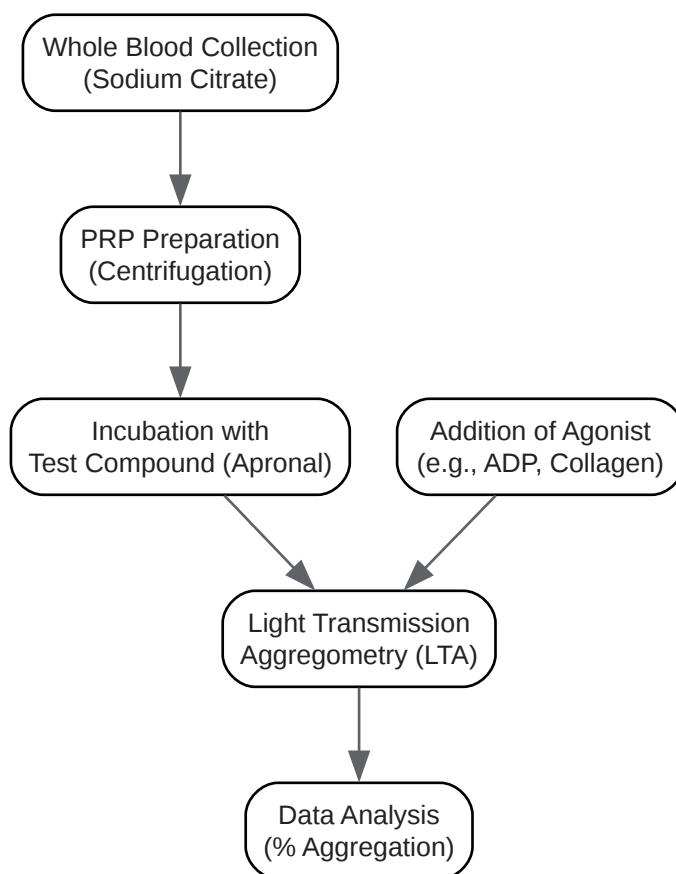 Whole Blood Collection
(Sodium Citrate)
PRP Preparation
(Centrifugation)
Incubation with
Test Compound (Apronal)
Addition of Agonist
(e.g., ADP, Collagen)
Light Transmission
Aggregometry (LTA)
Data Analysis
(% Aggregation)